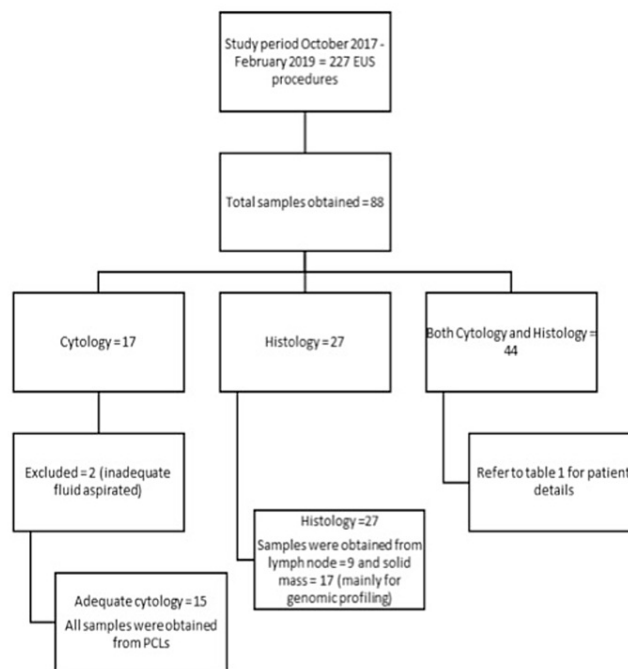 Study period October 2017 -
February 2019 = 227 EUS
procedures
Total samples obtained = 88
Cytology = 17
Histology = 27
Both Cytology and Histology =
44
Excluded = 2 (inadequate
fluid aspirated)
Refer to table 1 for patient
details
Histology =27
Samples were obtained from
lymph node = 9 and solid
mass = 17 (mainly for
genomic profiling)
Adequate cytology = 15
All samples were obtained
from PCLs